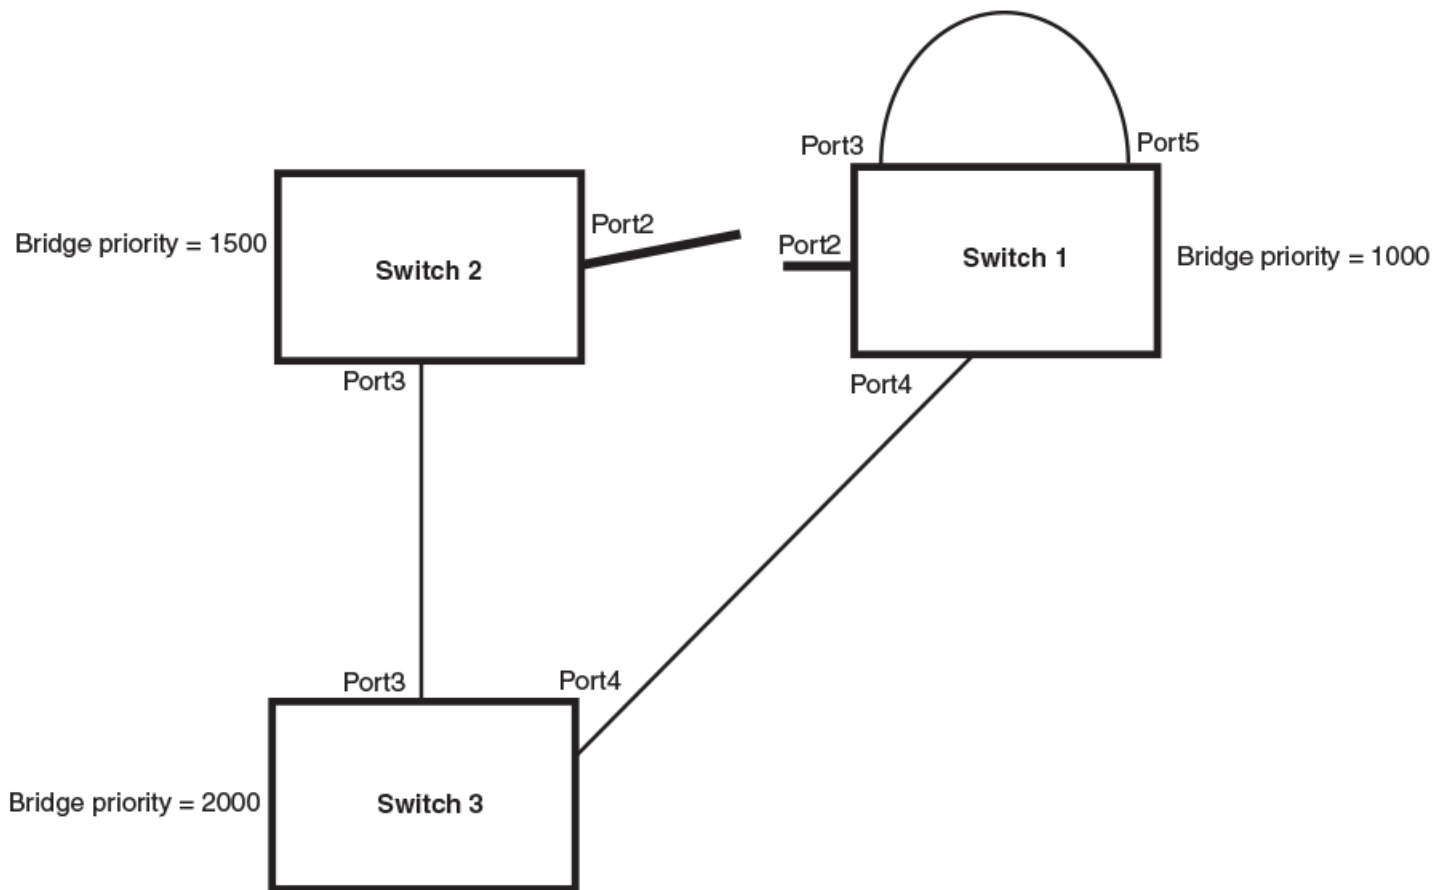 Port3
Port5
Port2
Port2
Bridge priority = 1500
Switch 2
Switch 1
Bridge priority = 1000
Port3
Port4
Port3
Port4
Bridge priority = 2000
Switch 3